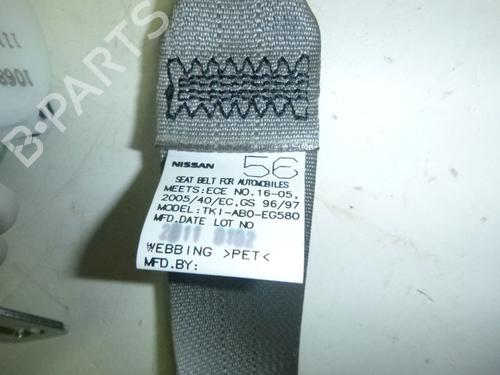 B-PARTS
NISSAN 56
SEAT BELT FOR AUTOMOBILES
MEETS:ECE NO.16-05,
2005/40/EC,GS 96/97
MODEL:TKI-AB0-EG580
MFD.DATE LOT NO
2011
WEBBING >PET<
MFD.BY: